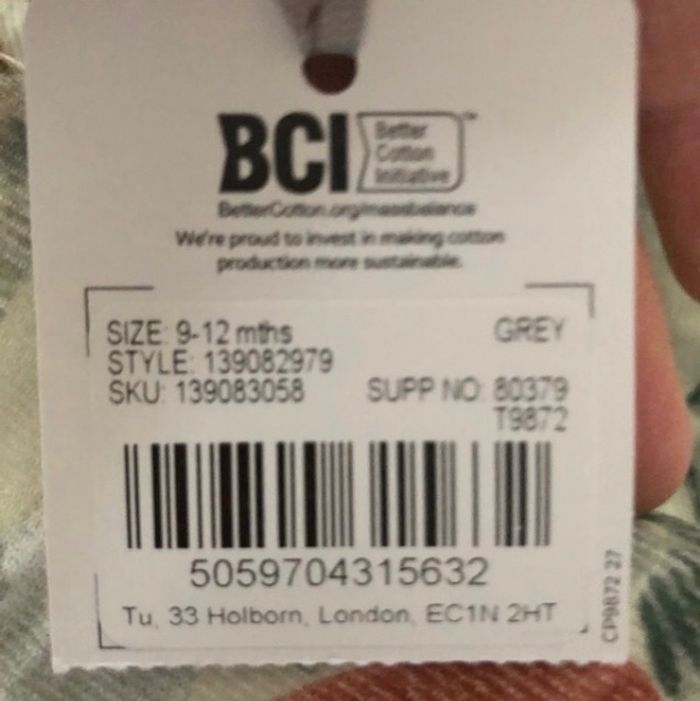 BCI Better
Cotton
Initiative™
BetterCotton.org/massbalance
We're proud to invest in making cotton
production more sustainable.
SIZE: 9-12 mths GREY
STYLE: 139082979
SKU: 139083058 SUPP NO: 80379
T9872
5059704315632
Tu, 33 Holborn, London, EC1N 2HT
CP9872 27